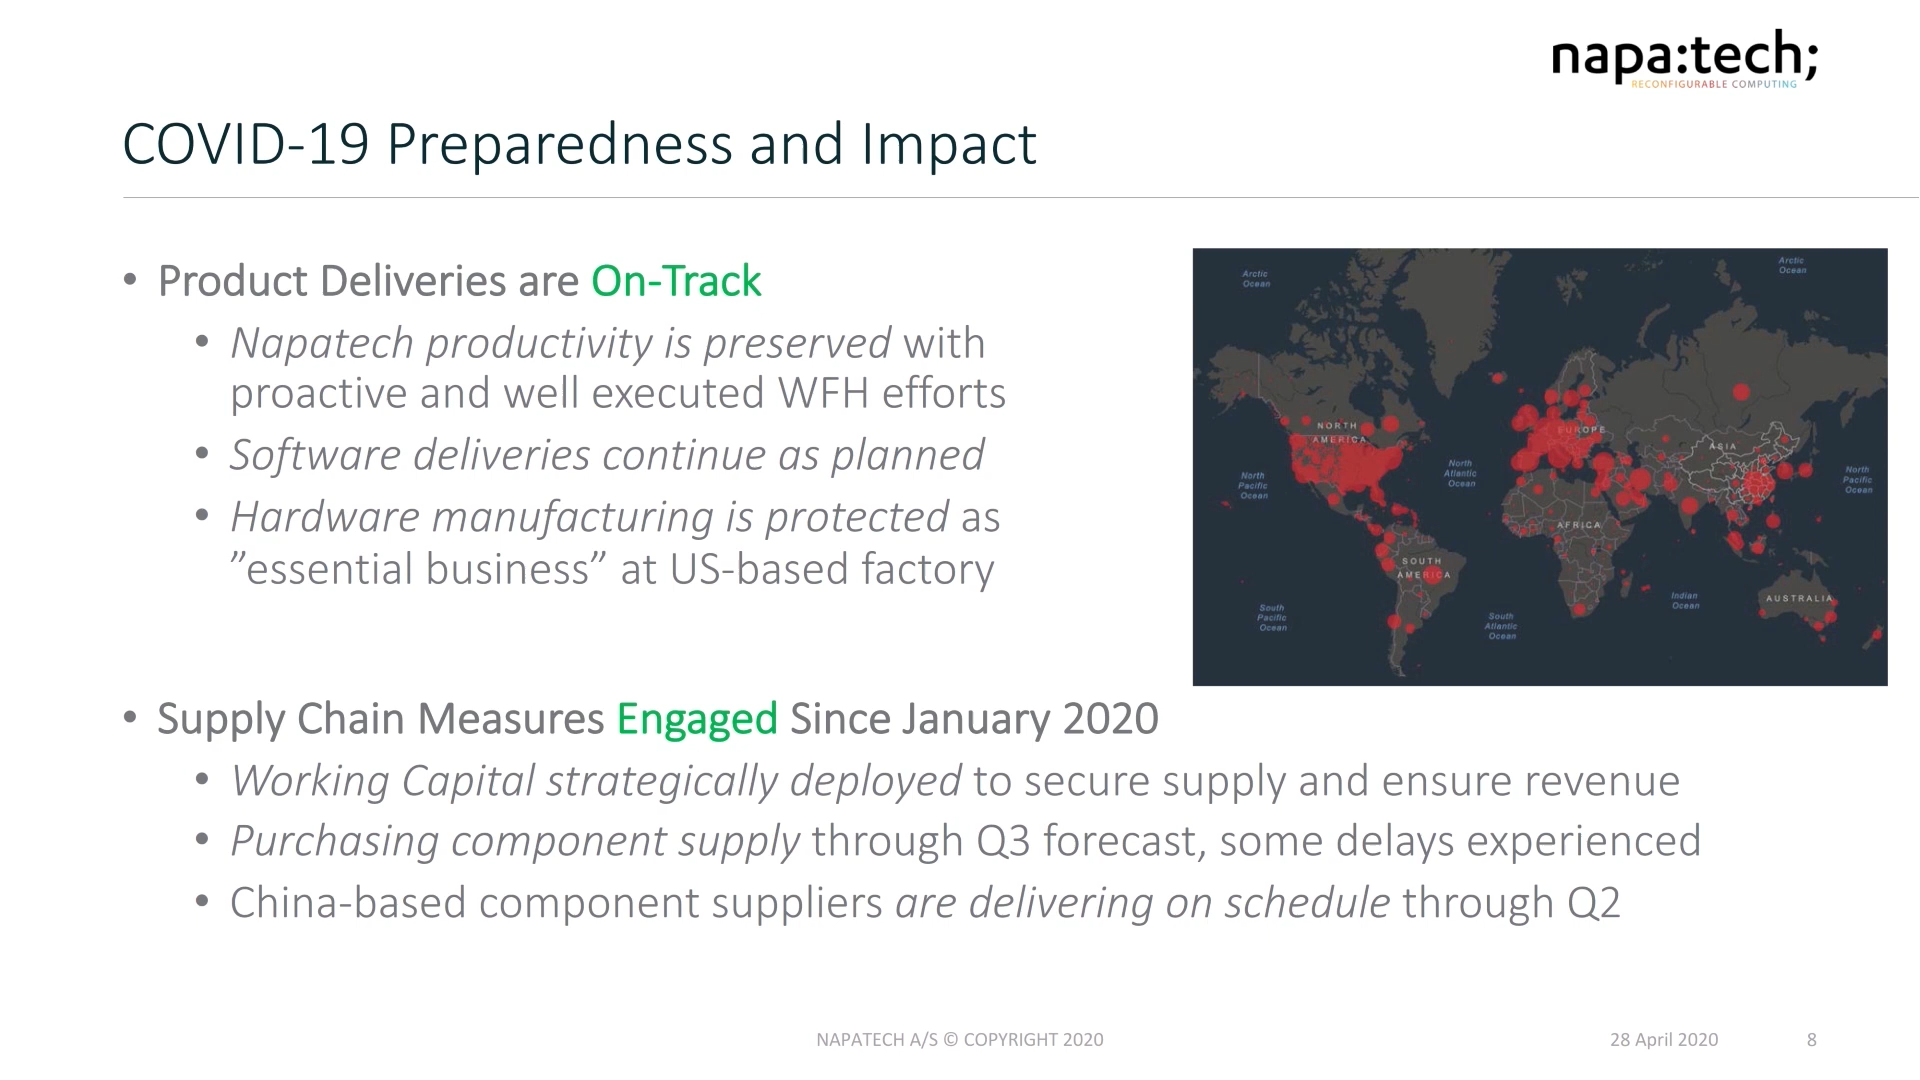 napa:tech;
RECONFIGURABLE COMPUTING
COVID-19 Preparedness and Impact
• Product Deliveries are On-Track
• Napatech productivity is preserved with
proactive and well executed WFH efforts
• Software deliveries continue as planned
• Hardware manufacturing is protected as
”essential business” at US-based factory
Arctic
Ocean
Arctic
Ocean
NORTH
AMERICA
EUROPE
ASIA
North
Pacific
Ocean
North
Atlantic
Ocean
North
Pacific
Ocean
AFRICA
SOUTH
AMERICA
AUSTRALIA
South
Pacific
Ocean
South
Atlantic
Ocean
Indian
Ocean
• Supply Chain Measures Engaged Since January 2020
• Working Capital strategically deployed to secure supply and ensure revenue
• Purchasing component supply through Q3 forecast, some delays experienced
• China-based component suppliers are delivering on schedule through Q2
NAPATECH A/S © COPYRIGHT 2020
28 April 2020
8